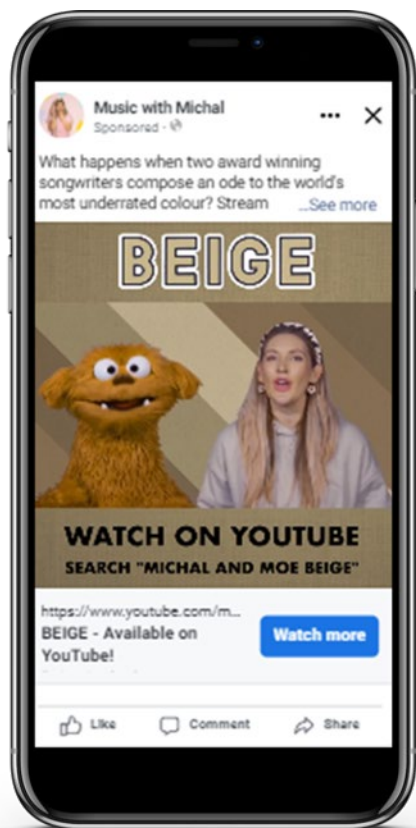 Music with Michal
Sponsored ·
What happens when two award winning
songwriters compose an ode to the world's
most underrated colour? Stream ...See more
BEIGE
WATCH ON YOUTUBE
SEARCH "MICHAL AND MOE BEIGE"
https://www.youtube.com/m...
BEIGE - Available on
YouTube!
Watch more
Like Comment Share